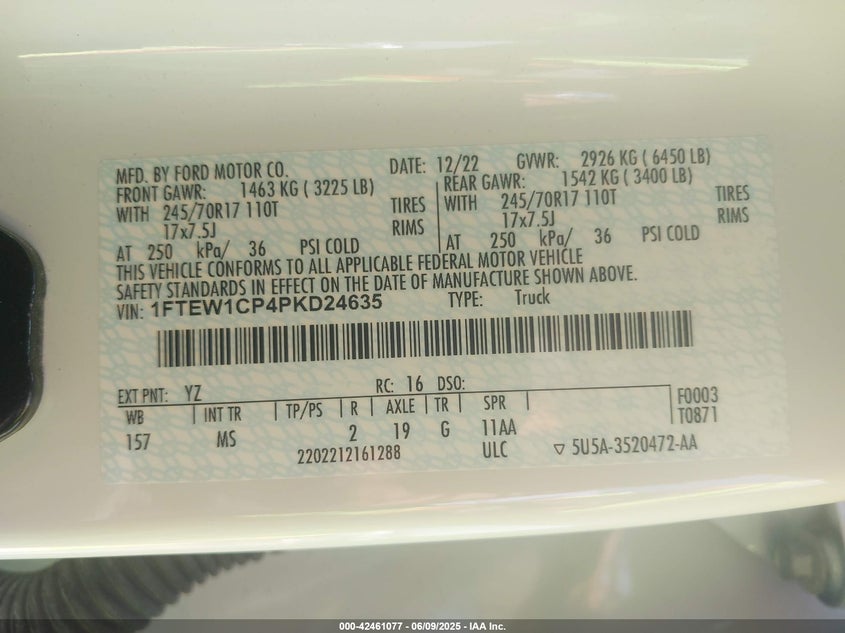 MFD. BY FORD MOTOR CO. DATE: 12/22 GVWR: 2926 KG ( 6450 LB)
FRONT GAWR: 1463 KG ( 3225 LB) REAR GAWR: 1542 KG ( 3400 LB)
WITH 245/70R17 110T TIRES WITH 245/70R17 110T TIRES
17x7.5J RIMS 17x7.5J RIMS
AT 250 kPa/ 36 PSI COLD AT 250 kPa/ 36 PSI COLD
THIS VEHICLE CONFORMS TO ALL APPLICABLE FEDERAL MOTOR VEHICLE
SAFETY STANDARDS IN EFFECT ON THE DATE OF MANUFACTURE SHOWN ABOVE.
VIN: 1FTEW1CP4PKD24635 TYPE: Truck
EXT PNT: YZ RC: 16 DSO: F0003
WB INT TR TP/PS R AXLE TR SPR T0871
157 MS 2 19 G 11AA
2202212161288 ULC ▽ 5U5A-3520472-AA
000-42461077 - 06/09/2025 - IAA Inc.